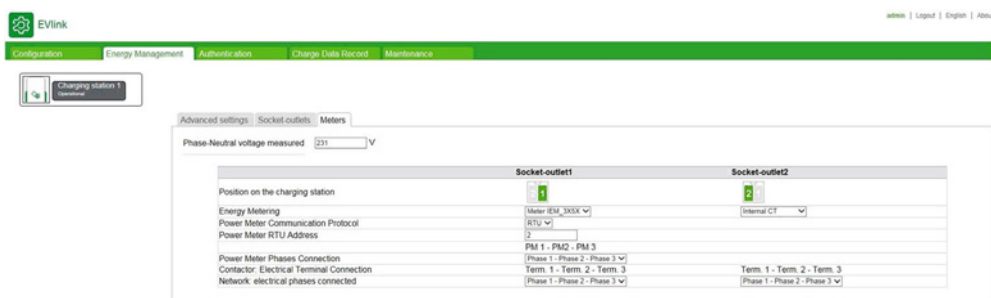 admin | Logout | English | Abou
EVlink
Configuration Energy Management Authentication Charge Data Record Maintenance
Charging station 1
Operational
Advanced settings Socket-outlets Meters
Phase-Neutral voltage measured 231 V
Socket-outlet1 Socket-outlet2
Position on the charging station 1 2
Energy Metering Meter IEM_3X5X Internal CT
Power Meter Communication Protocol RTU
Power Meter RTU Address 2
PM 1 - PM2 - PM 3
Power Meter Phases Connection Phase 1 - Phase 2 - Phase 3
Contactor: Electrical Terminal Connection Term. 1 - Term. 2 - Term. 3 Term. 1 - Term. 2 - Term. 3
Network: electrical phases connected Phase 1 - Phase 2 - Phase 3 Phase 1 - Phase 2 - Phase 3